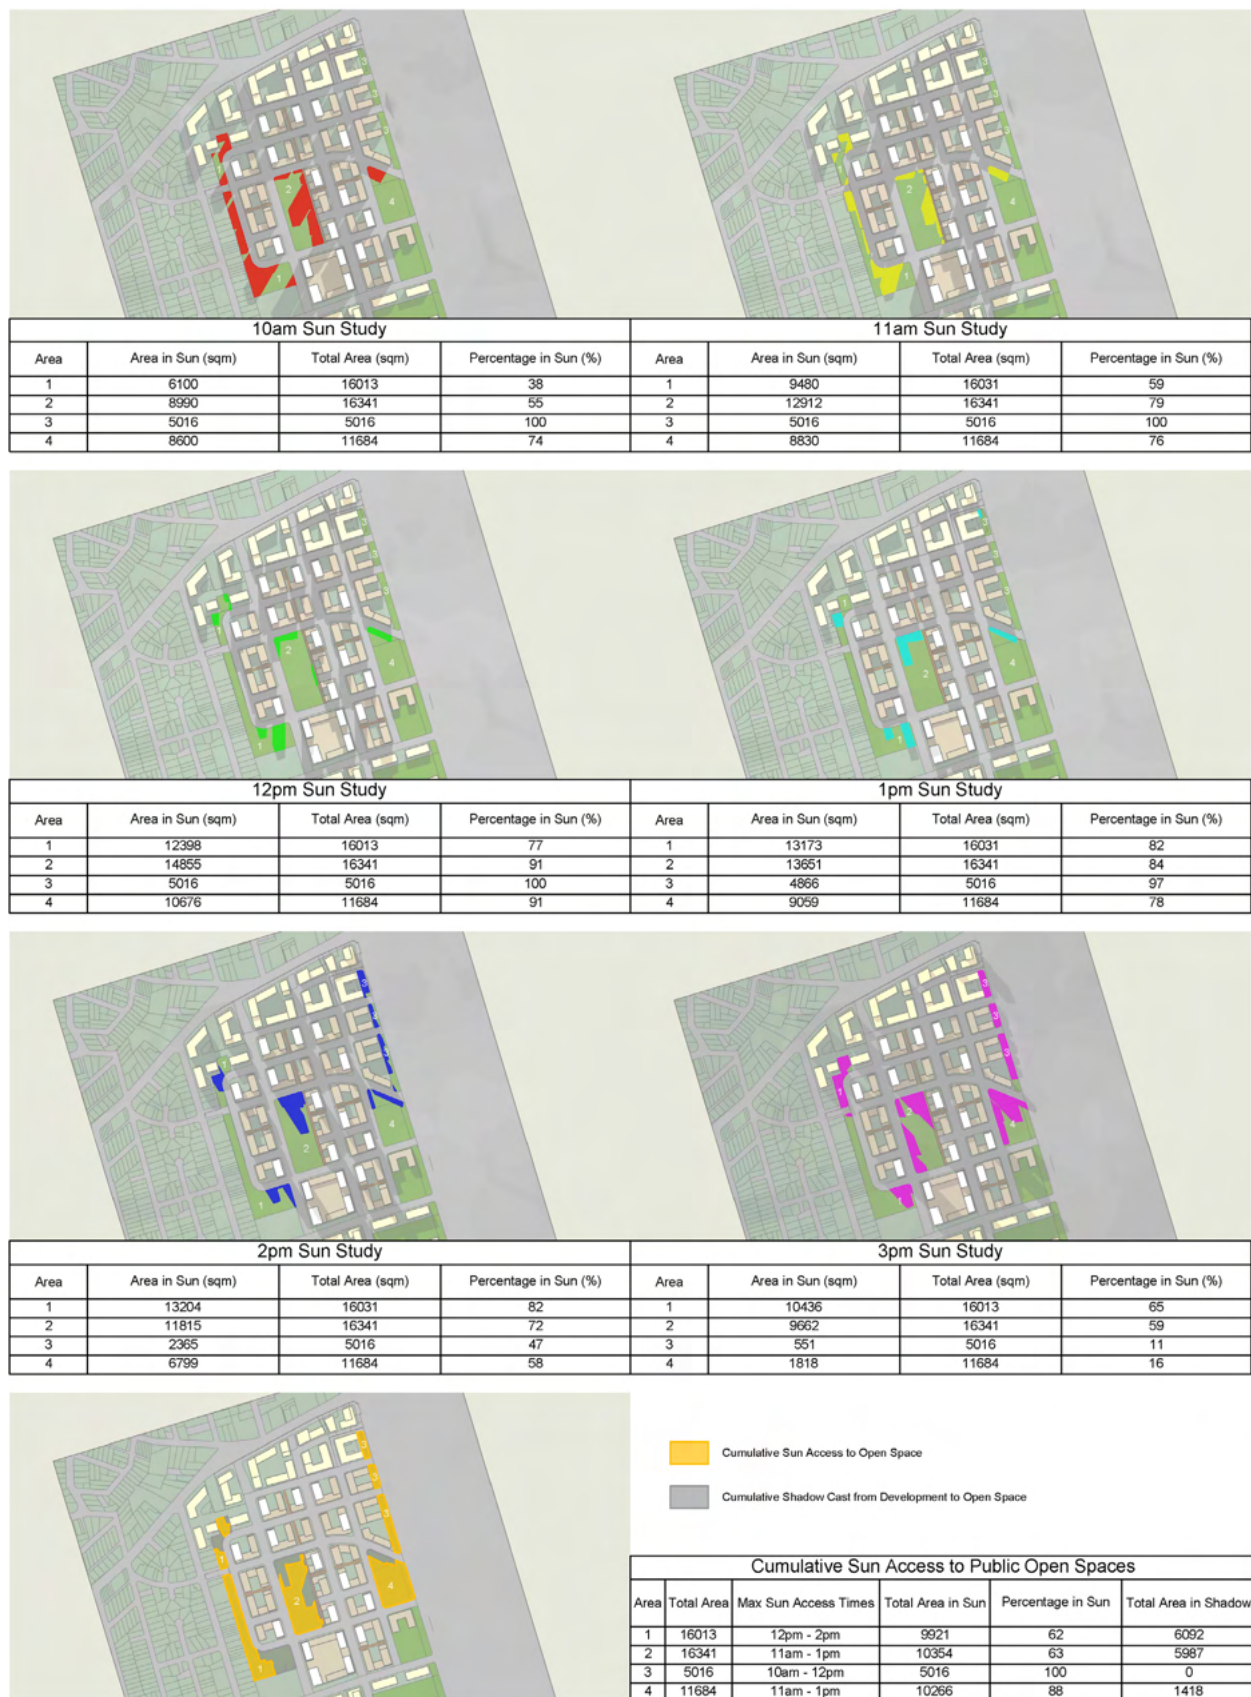 10am Sun Study
Area Area in Sun (sqm) Total Area (sqm) Percentage in Sun (%)
1 6100 16013 38
2 8990 16341 55
3 5016 5016 100
4 8600 11684 74
11am Sun Study
Area Area in Sun (sqm) Total Area (sqm) Percentage in Sun (%)
1 9480 16031 59
2 12912 16341 79
3 5016 5016 100
4 8830 11684 76
12pm Sun Study
Area Area in Sun (sqm) Total Area (sqm) Percentage in Sun (%)
1 12398 16013 77
2 14855 16341 91
3 5016 5016 100
4 10676 11684 91
1pm Sun Study
Area Area in Sun (sqm) Total Area (sqm) Percentage in Sun (%)
1 13173 16031 82
2 13651 16341 84
3 4866 5016 97
4 9059 11684 78
2pm Sun Study
Area Area in Sun (sqm) Total Area (sqm) Percentage in Sun (%)
1 13204 16031 82
2 11815 16341 72
3 2365 5016 47
4 6799 11684 58
3pm Sun Study
Area Area in Sun (sqm) Total Area (sqm) Percentage in Sun (%)
1 10436 16013 65
2 9662 16341 59
3 551 5016 11
4 1818 11684 16
Cumulative Sun Access to Open Space
Cumulative Shadow Cast from Development to Open Space
Cumulative Sun Access to Public Open Spaces
Area Total Area Max Sun Access Times Total Area in Sun Percentage in Sun Total Area in Shadow
1 16013 12pm - 2pm 9921 62 6092
2 16341 11am - 1pm 10354 63 5987
3 5016 10am - 12pm 5016 100 0
4 11684 11am - 1pm 10266 88 1418